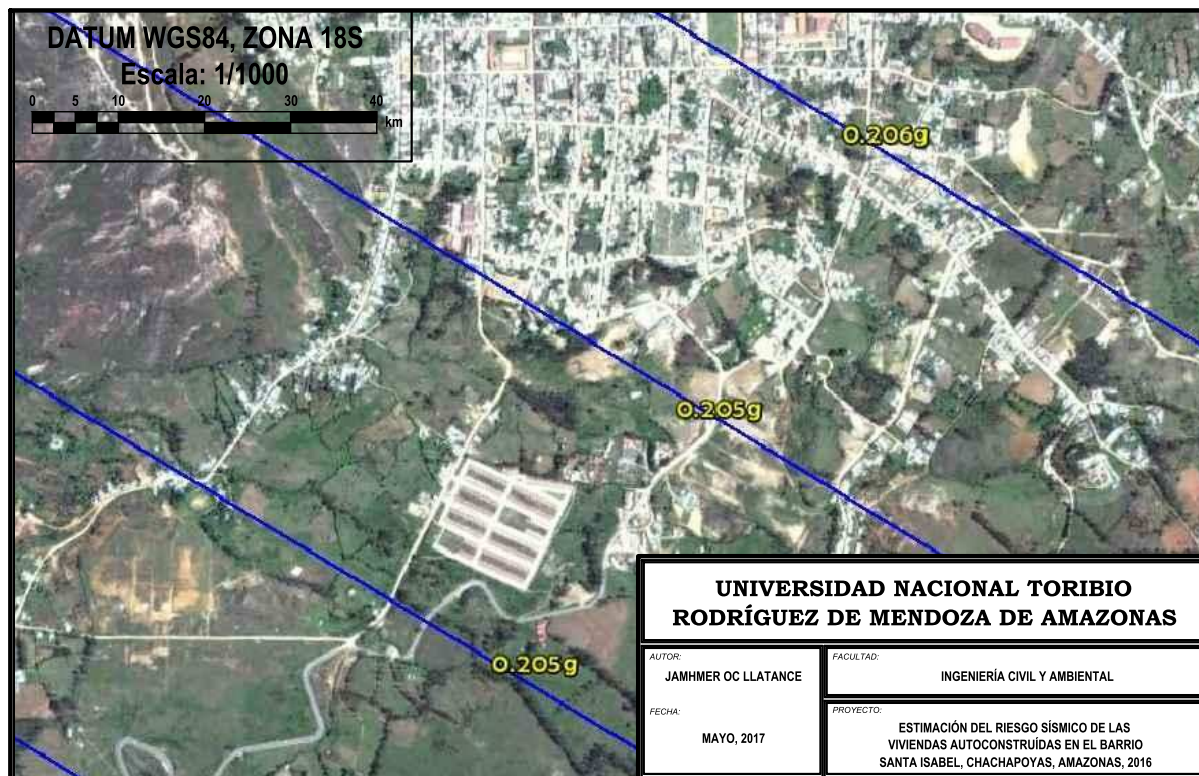 DATUM WGS84, ZONA 18S
Escala: 1/1000
0 5 10 20 30 40
km
0.206g
0.205g
0.205g
UNIVERSIDAD NACIONAL TORIBIO
RODRÍGUEZ DE MENDOZA DE AMAZONAS
AUTOR:
JAMHMER OC LLATANCE
FECHA:
MAYO, 2017
FACULTAD:
INGENIERÍA CIVIL Y AMBIENTAL
PROYECTO:
ESTIMACIÓN DEL RIESGO SÍSMICO DE LAS
VIVIENDAS AUTOCONSTRUÍDAS EN EL BARRIO
SANTA ISABEL, CHACHAPOYAS, AMAZONAS, 2016